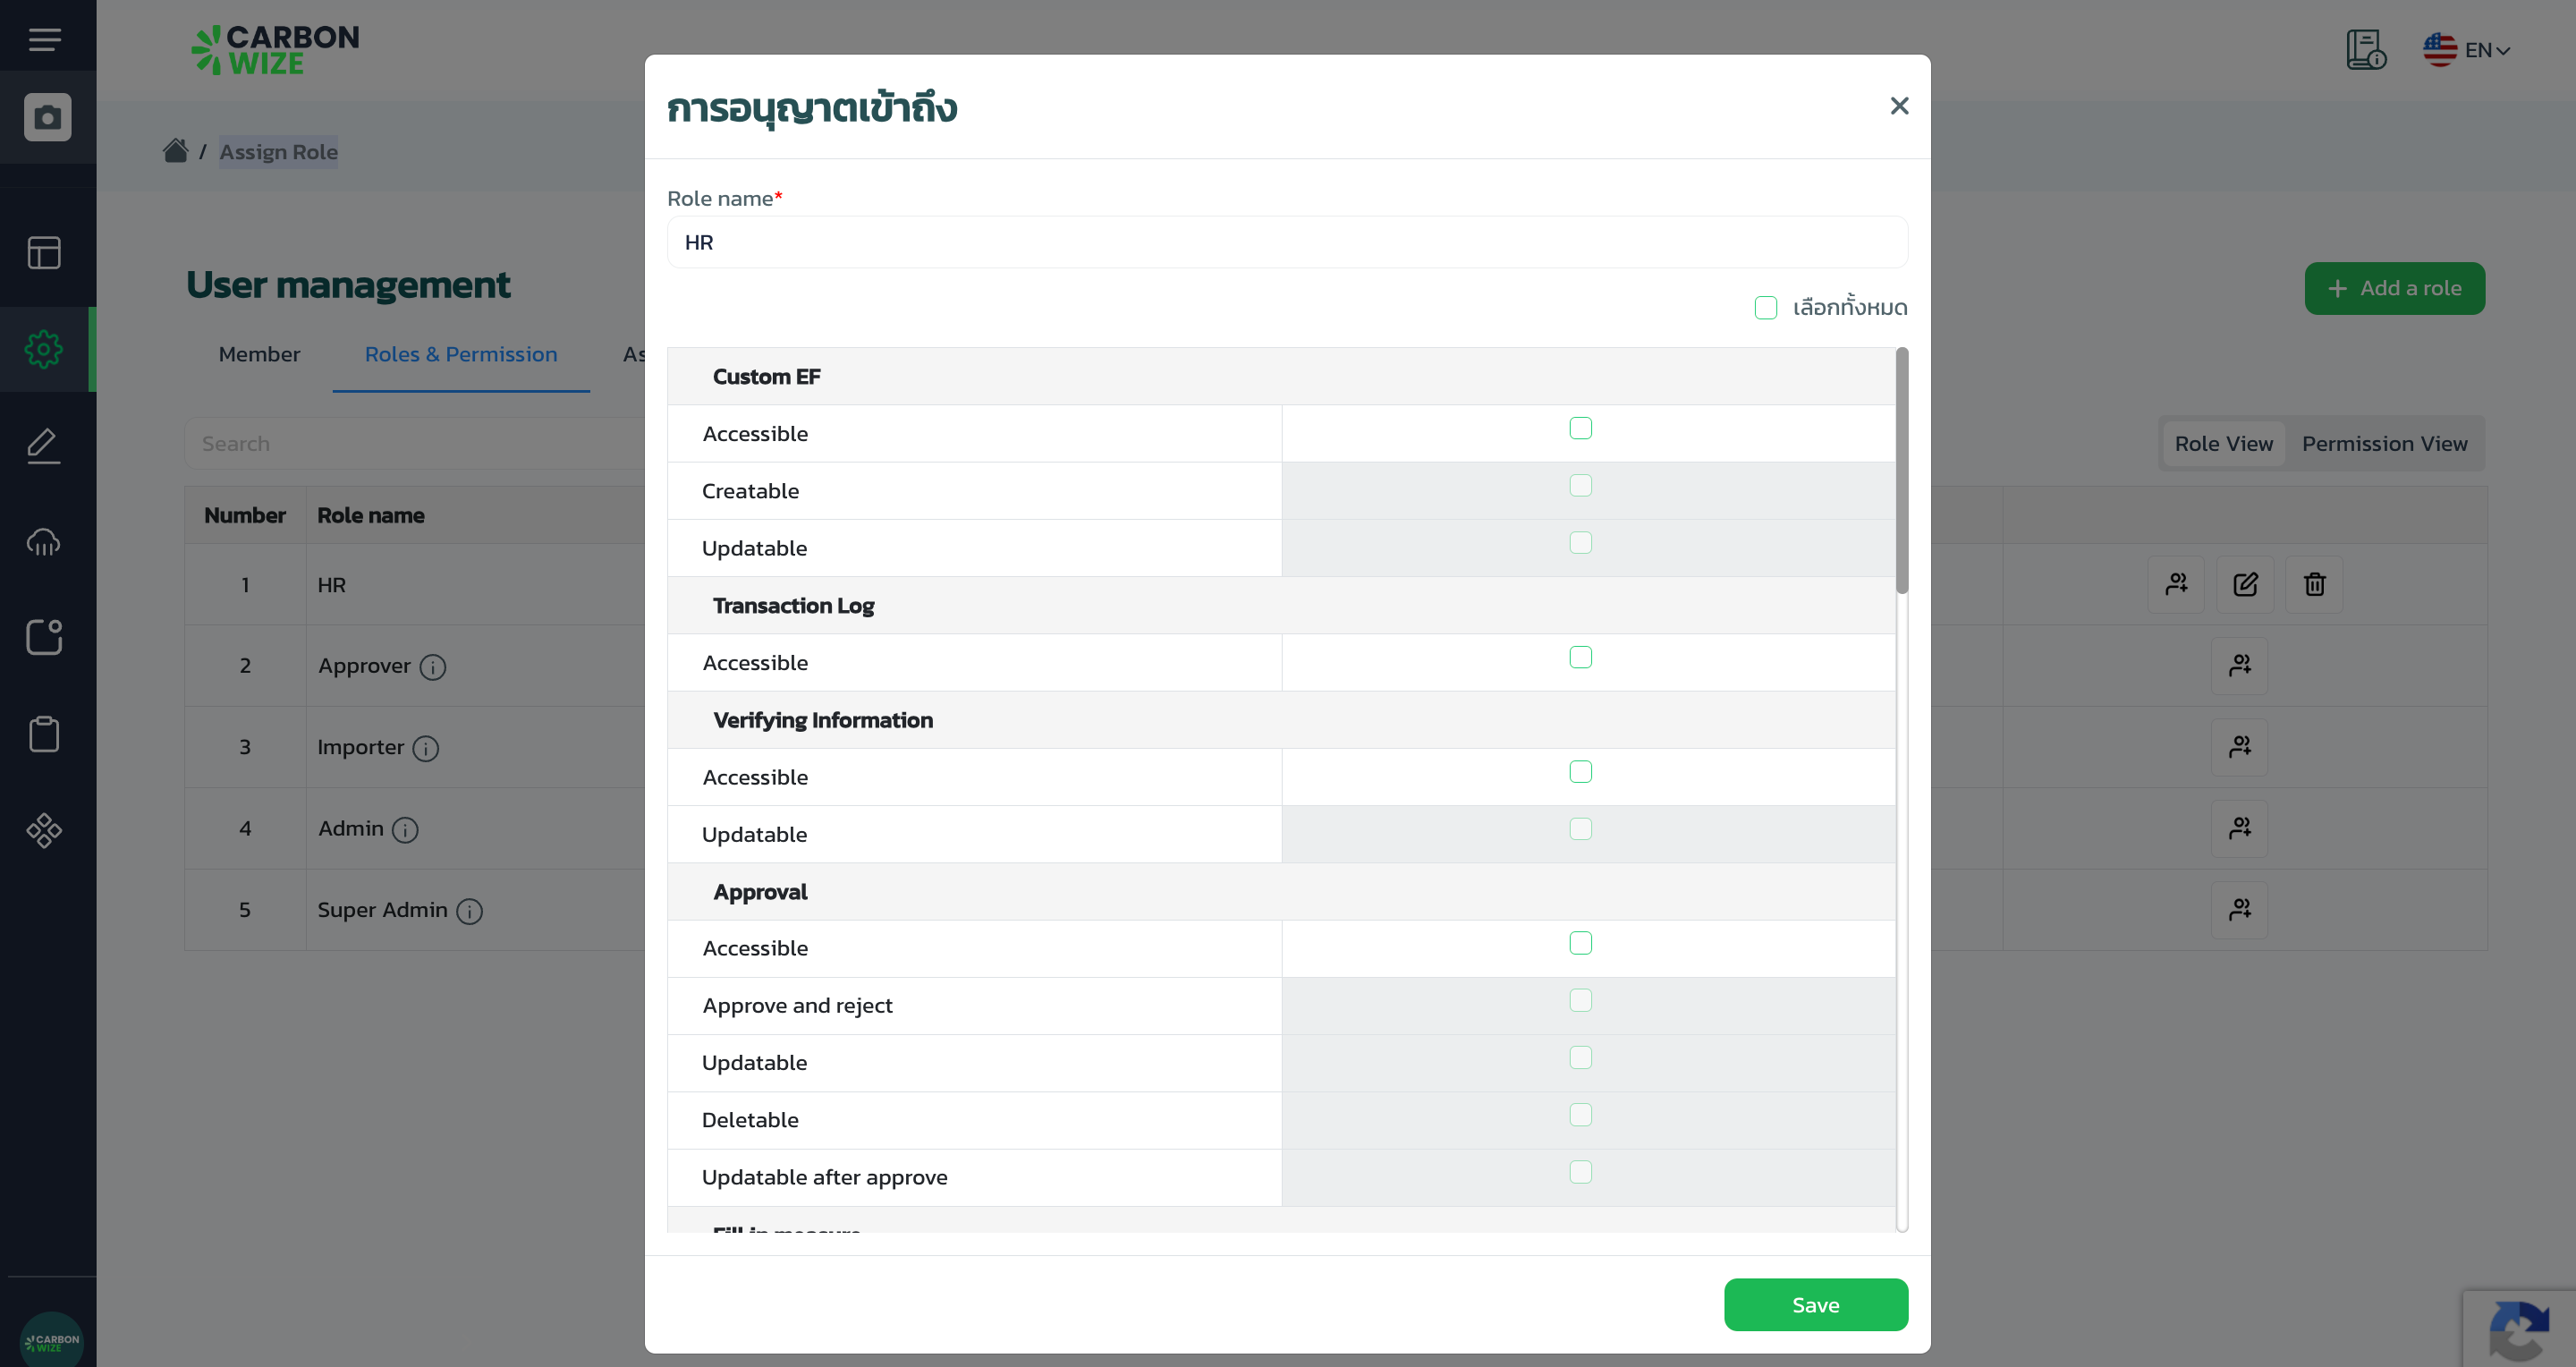 CARBON
WIZE
EN
/ Assign Role
User management
+ Add a role
Member
Roles & Permission
As
Search
Role View
Permission View
Number
Role name
1
HR
2
Approver
3
Importer
4
Admin
5
Super Admin
CARBON
WIZE
การอนุญาตเข้าถึง
Role name*
HR
เลือกทั้งหมด
Custom EF
Accessible
Creatable
Updatable
Transaction Log
Accessible
Verifying Information
Accessible
Updatable
Approval
Accessible
Approve and reject
Updatable
Deletable
Updatable after approve
Fill in measure
Save